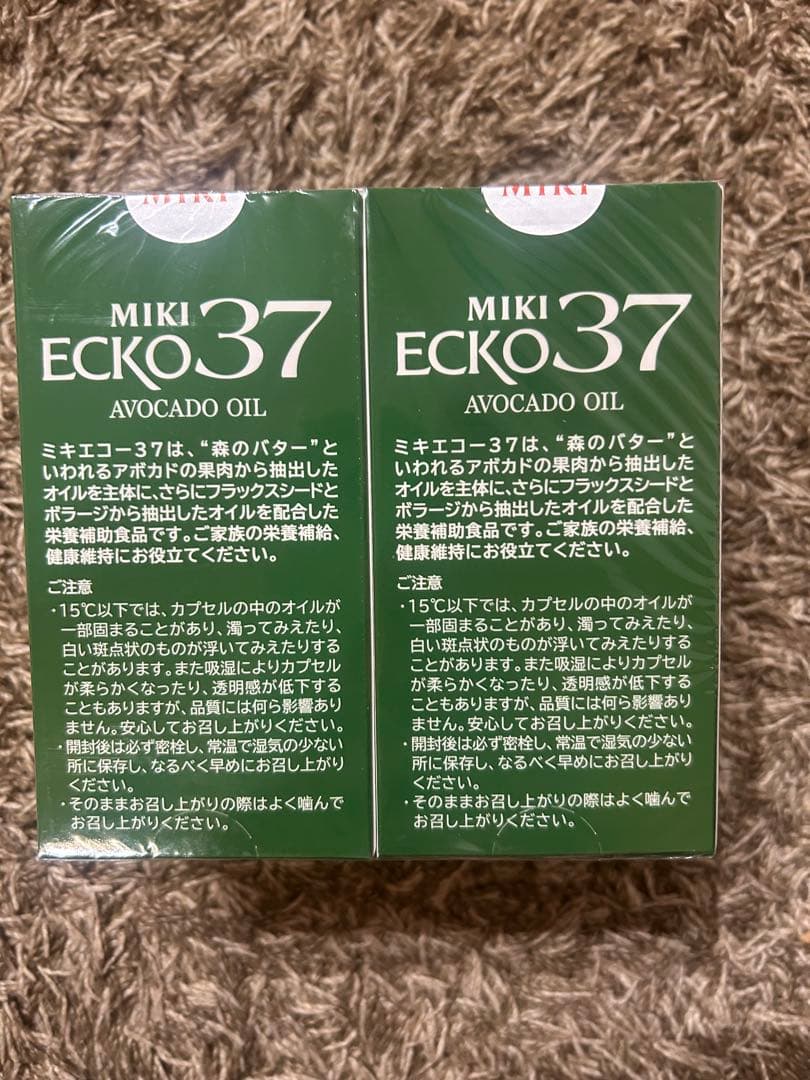 MIKI
MIKI
ECKO37
AVOCADO OIL
ミキエコー37は、“森のバター”と
いわれるアボカドの果肉から抽出した
オイルを主体に、さらにフラックスシードと
ボラージから抽出したオイルを配合した
栄養補助食品です。ご家族の栄養補給、
健康維持にお役立てください。
ご注意
・15℃以下では、カプセルの中のオイルが
一部固まることがあり、濁ってみえたり、
白い斑点状のものが浮いてみえたりする
ことがあります。また吸湿によりカプセル
が柔らかくなったり、透明感が低下する
こともありますが、品質には何ら影響あり
ません。安心してお召し上がりください。
・開封後は必ず密栓し、常温で湿気の少ない
所に保存し、なるべく早めにお召し上がり
ください。
・そのままお召し上がりの際はよく噛んで
お召し上がりください。
MIKI
MIKI
ECKO37
AVOCADO OIL
ミキエコー37は、“森のバター”と
いわれるアボカドの果肉から抽出した
オイルを主体に、さらにフラックスシードと
ボラージから抽出したオイルを配合した
栄養補助食品です。ご家族の栄養補給、
健康維持にお役立てください。
ご注意
・15℃以下では、カプセルの中のオイルが
一部固まることがあり、濁ってみえたり、
白い斑点状のものが浮いてみえたりする
ことがあります。また吸湿によりカプセル
が柔らかくなったり、透明感が低下する
こともありますが、品質には何ら影響あり
ません。安心してお召し上がりください。
・開封後は必ず密栓し、常温で湿気の少ない
所に保存し、なるべく早めにお召し上がり
ください。
・そのままお召し上がりの際はよく噛んで
お召し上がりください。